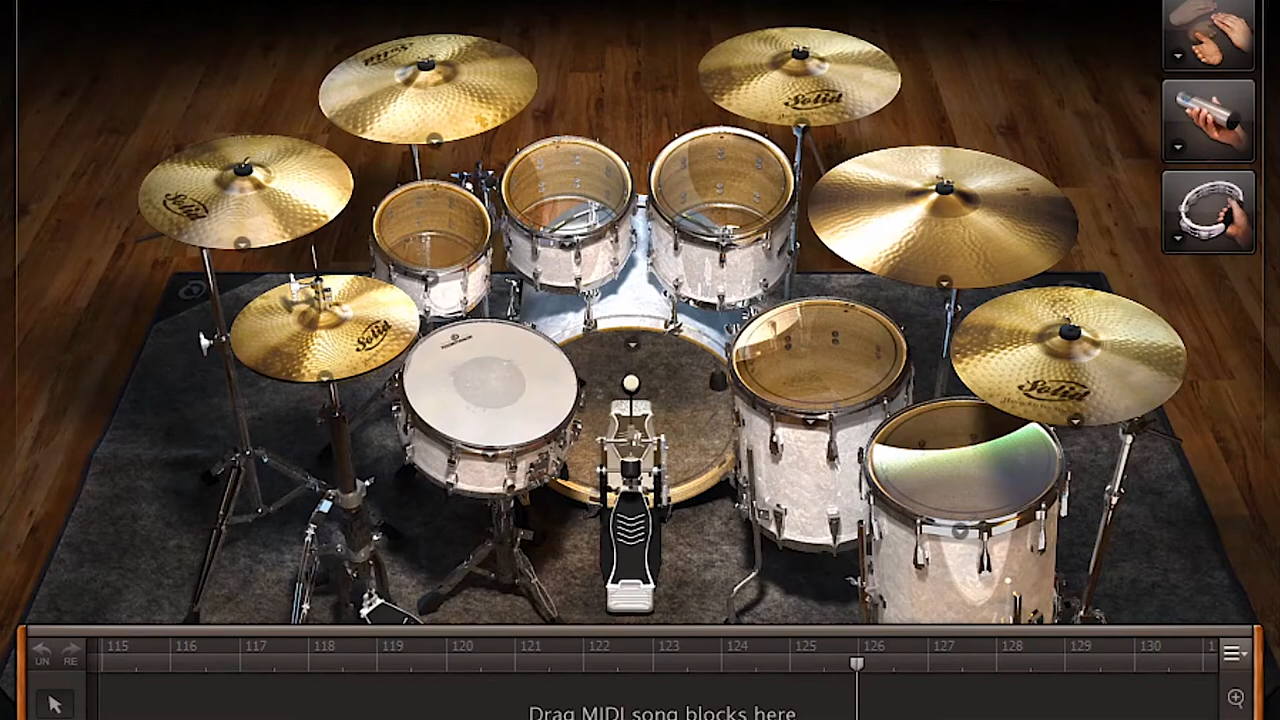 Solid
Solid
Solid
Solid
Solid
UN RE
115 116 117 118 119 120 121 122 123 124 125 126 127 128 129 130 1
Drag MIDI song blocks here